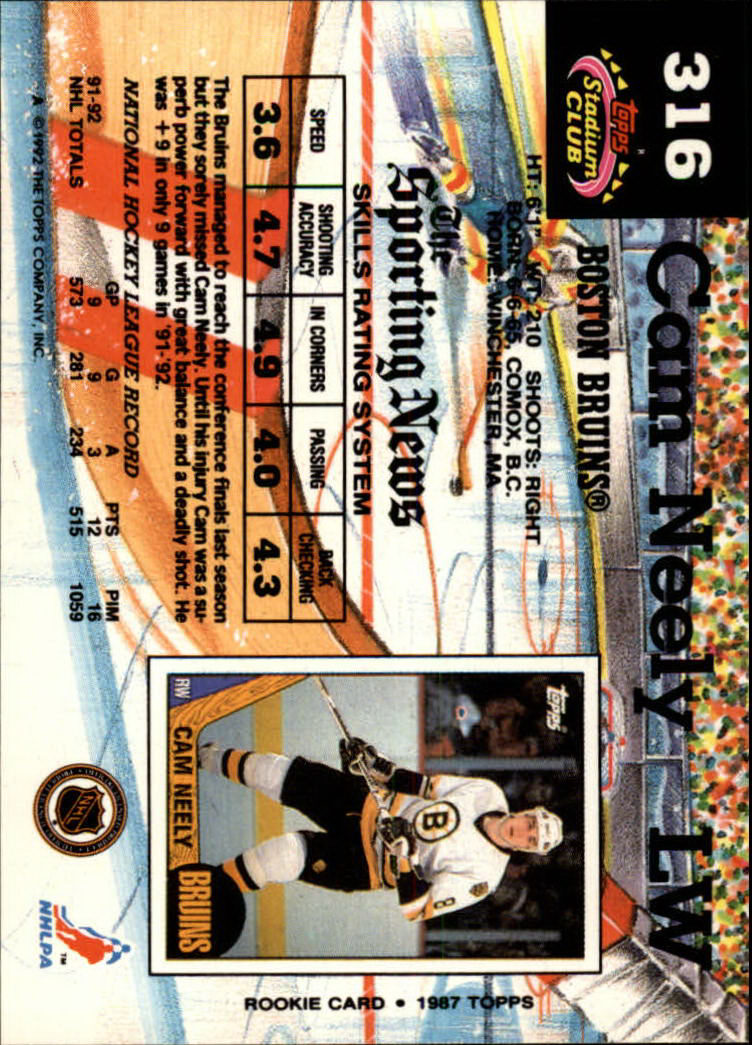 316
Cam Neely LW
TOPPS
Stadium
CLUB
BOSTON BRUINS®
HT: 6'1" WT: 210 SHOOTS: RIGHT
BORN: 6-6-65, COMOX, B.C.
HOME: WINCHESTER, MA
The
Sporting News
SKILLS RATING SYSTEM
SPEED SHOOTING ACCURACY IN CORNERS PASSING BACK CHECKING
3.6 4.7 4.9 4.0 4.3
The Bruins managed to reach the conference finals last season
but they sorely missed Cam Neely. Until his injury Cam was a su-
perb power forward with great balance and a deadly shot. He
was +9 in only 9 games in '91-'92.
NATIONAL HOCKEY LEAGUE RECORD
GP G A PTS PIM
91-92 9 9 3 12 16
NHL TOTALS 573 281 234 515 1059
A © 1992 THE TOPPS COMPANY, INC.
TOPPS
B
8
RW CAM NEELY BRUINS
ROOKIE CARD • 1987 TOPPS
NHL
NHLPA™